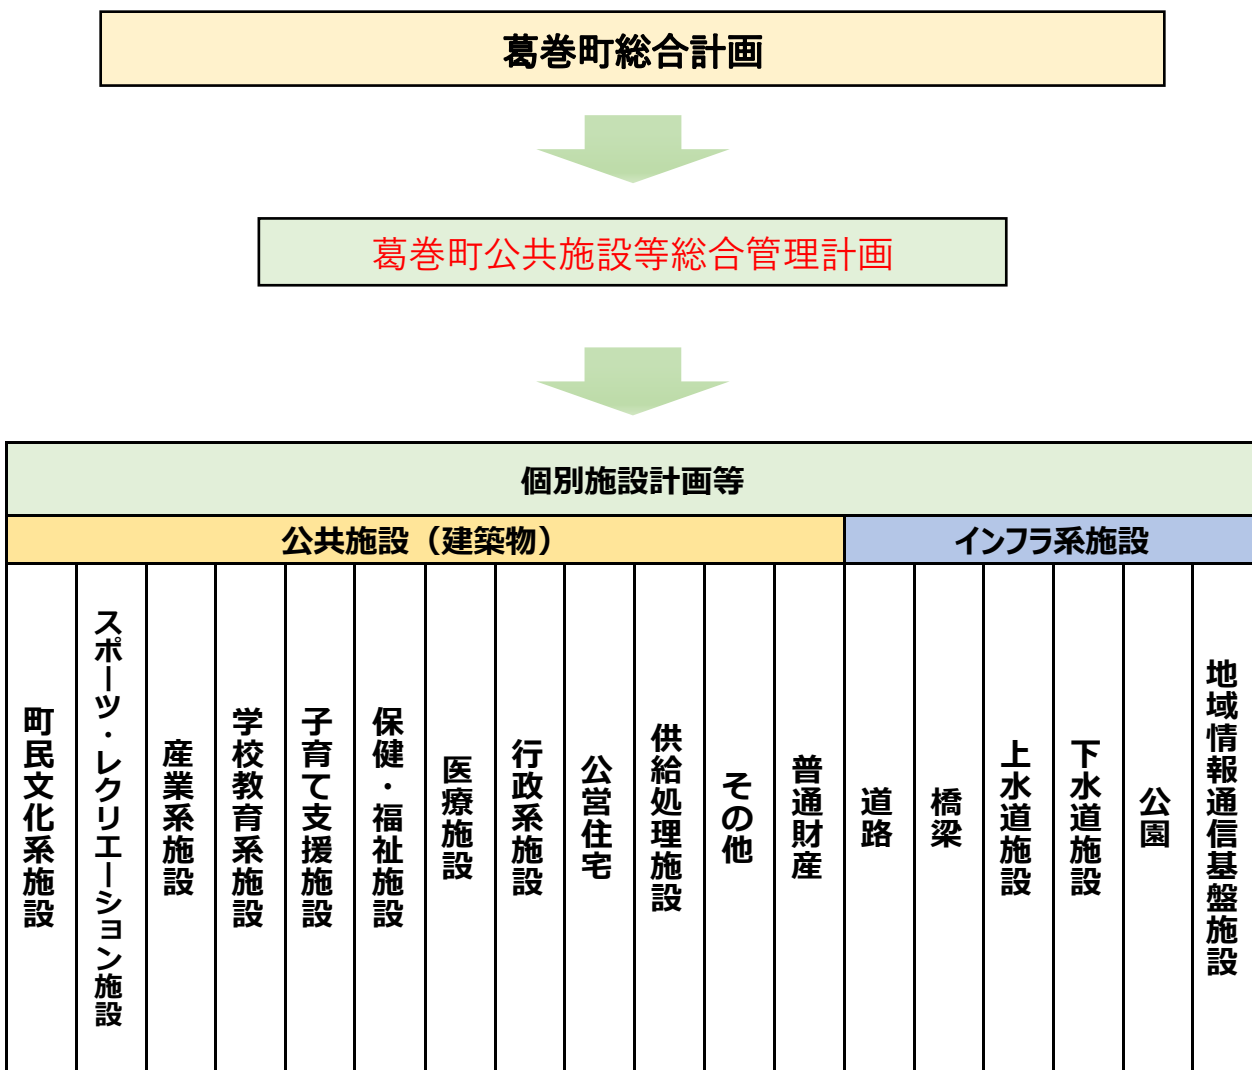 葛巻町総合計画
葛巻町公共施設等総合管理計画
個別施設計画等
公共施設（建築物）
インフラ系施設
町民文化系施設
スポーツ・レクリエーション施設
産業系施設
学校教育系施設
子育て支援施設
保健・福祉施設
医療施設
行政系施設
公営住宅
供給処理施設
その他
普通財産
道路
橋梁
上水道施設
下水道施設
公園
地域情報通信基盤施設